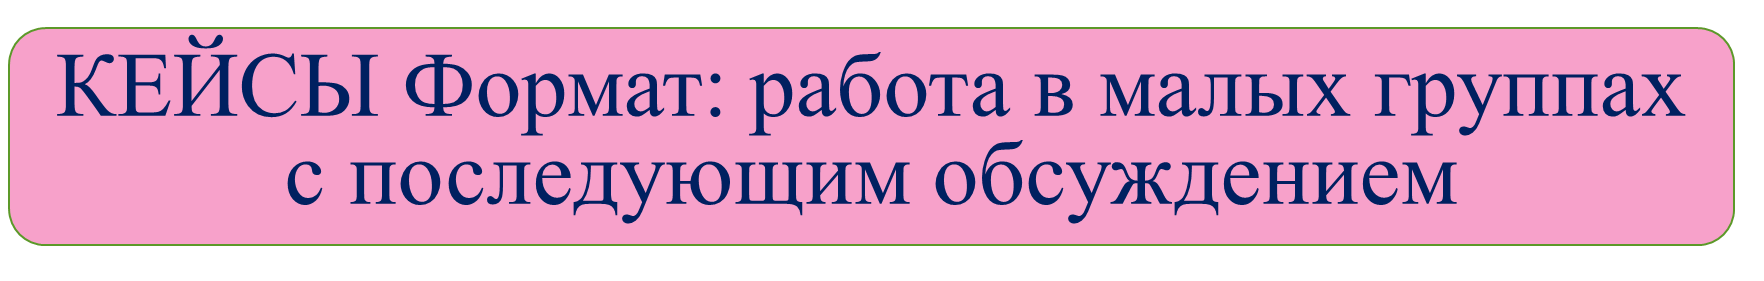 КЕЙСЫ Формат: работа в малых группах
с последующим обсуждением